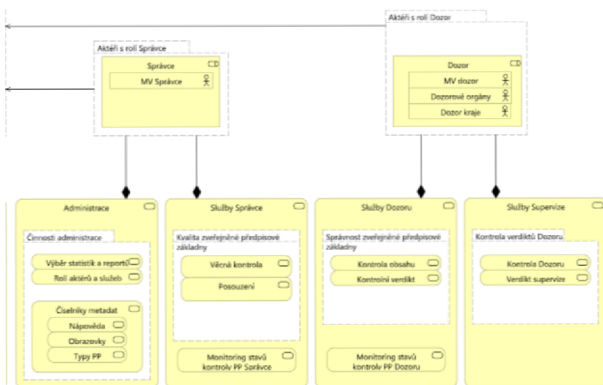 Aktéři s rolí Dozor
Aktéři s rolí Správce
Správce
MV Správce
Dozor
MV dozor
Dozorové orgány
Dozor kraje
Administrace
Činnosti administrace
Výběr statistik a reportů
Rolí aktérů a služeb
Číselníky metadat
Nápověda
Obrazovky
Typy PP
Služby Správce
Kvalita zveřejněné předpisové
základny
Věcná kontrola
Posouzení
Monitoring stavů
kontroly PP Správce
Služby Dozoru
Správnost zveřejněné předpisové
základny
Kontrola obsahu
Kontrolní verdikt
Monitoring stavů
kontroly PP Dozoru
Služby Supervize
Kontrola verdiktů Dozoru
Kontrola Dozoru
Verdikt supervize